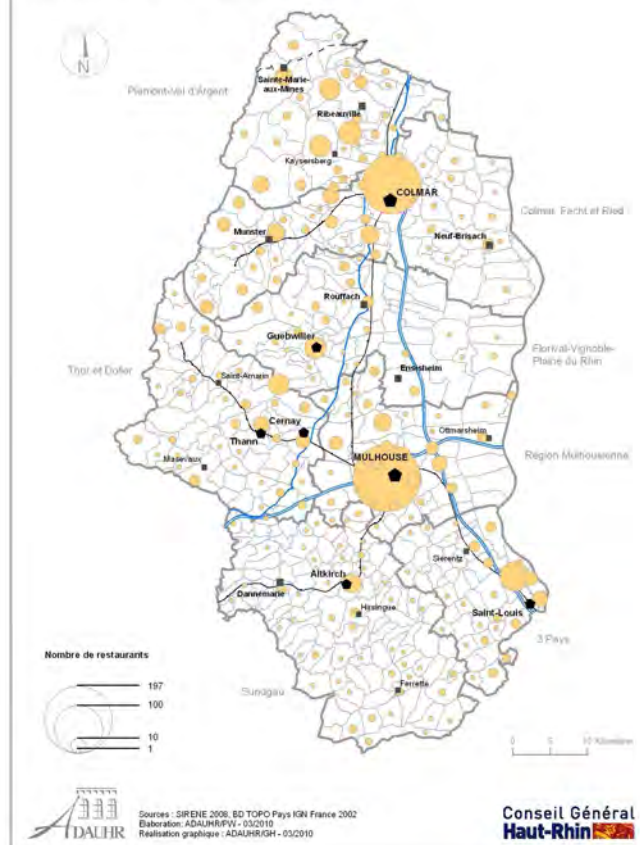 N
Piémont-val d'Argent
Sainte-Marie-
aux-Mines
Ribeauvillé
Kaysersberg
COLMAR
Colmar, Fecht et Ried
Munster
Neuf-Brisach
Rouffach
Guebwiller
Florival-Vignoble-
Plaine du Rhin
Ensisheim
Thur et Doller
Saint-Amarin
Cernay
Thann
Ottmarsheim
MULHOUSE
Région Mulhousienne
Masevaux
Sierentz
Altkirch
Dannemarie
Hirsingue
Saint-Louis
3 Pays
Sundgau
Ferrette
Nombre de restaurants
197
100
10
1
0 5 10 Kilomètres
ADAUHR
Sources : SIRENE 2008, BD TOPO Pays IGN France 2002
Elaboration: ADAUHR/PW - 03/2010
Réalisation graphique : ADAUHR/GH - 03/2010
Conseil Général
Haut-Rhin